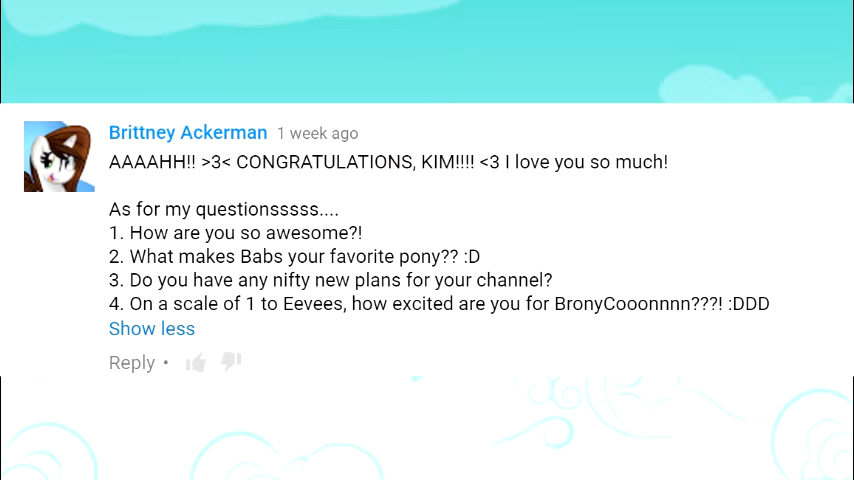 Brittney Ackerman 1 week ago
AAAAHH!! >3< CONGRATULATIONS, KIM!!!! <3 I love you so much!
As for my questionsssss....
1. How are you so awesome?!
2. What makes Babs your favorite pony?? :D
3. Do you have any nifty new plans for your channel?
4. On a scale of 1 to Eevees, how excited are you for BronyCooonnnn???! :DDD
Show less
Reply •